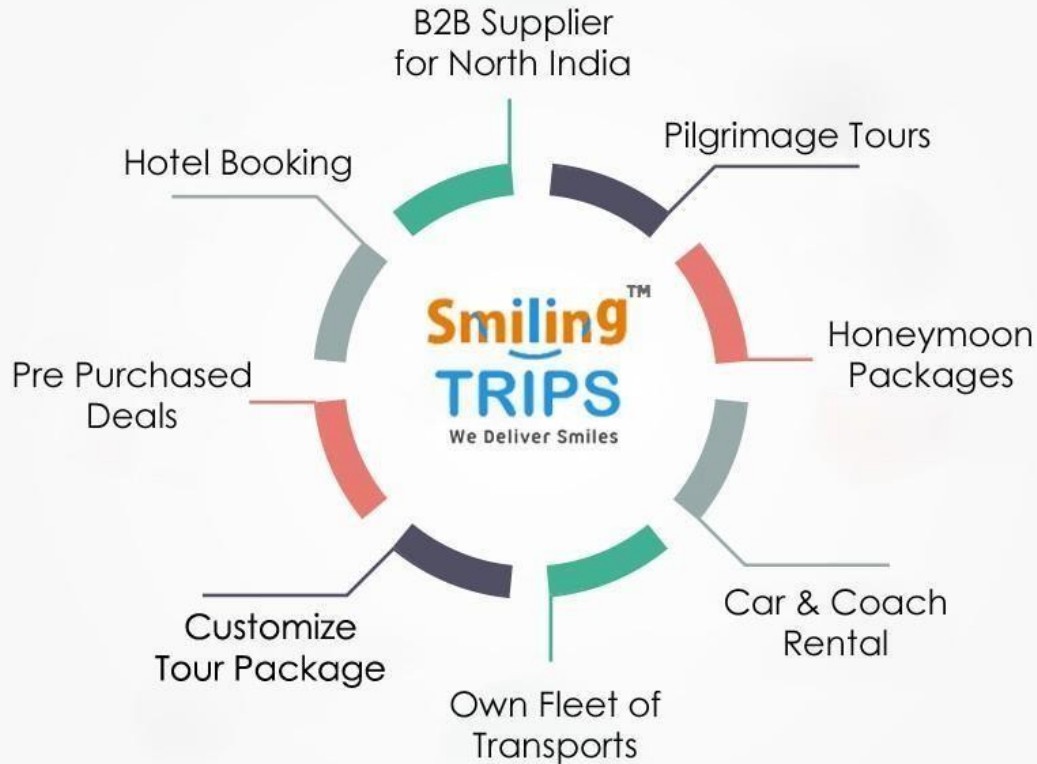 B2B Supplier
for North India
Pilgrimage Tours
Hotel Booking
Smiling™
TRIPS
We Deliver Smiles
Honeymoon
Packages
Pre Purchased
Deals
Car & Coach
Rental
Customize
Tour Package
Own Fleet of
Transports